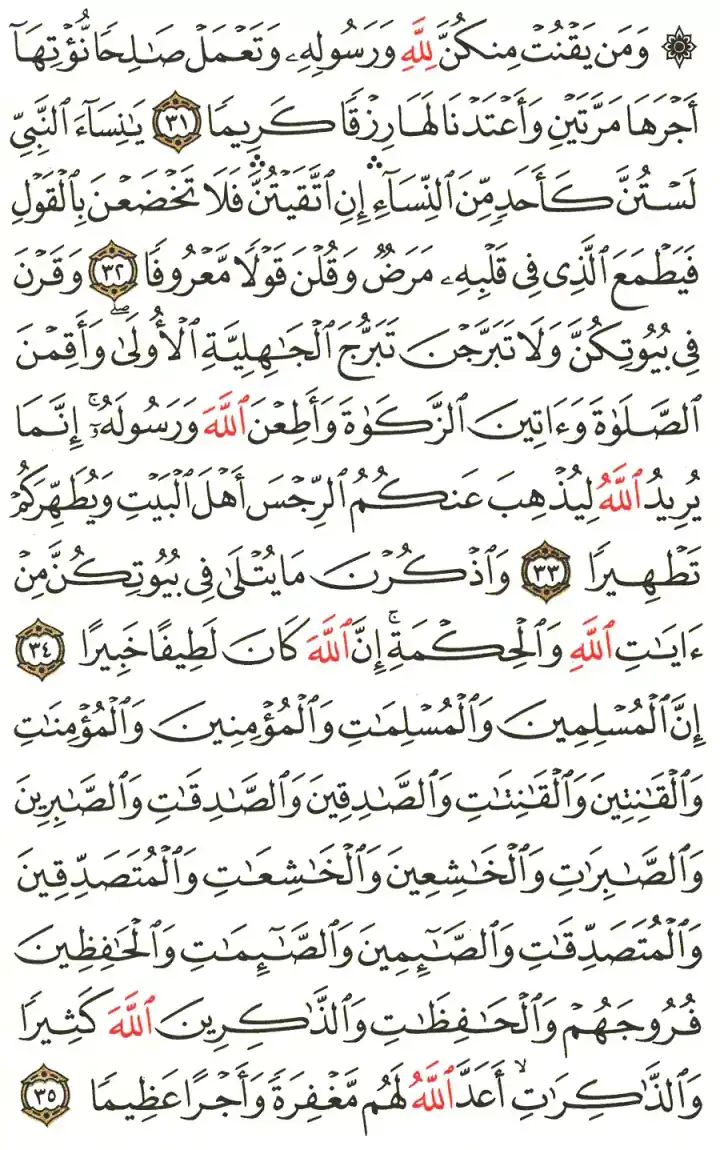 ۞ وَمَن يَقْنُتْ مِنكُنَّ لِلَّهِ وَرَسُولِهِۦ وَتَعْمَلْ صَـٰلِحًا نُّؤْتِهَآ
أَجْرَهَا مَرَّتَيْنِ وَأَعْتَدْنَا لَهَا رِزْقًا كَرِيمًا ٣١ يَـٰنِسَآءَ ٱلنَّبِىِّ
لَسْتُنَّ كَأَحَدٍ مِّنَ ٱلنِّسَآءِ ۛ إِنِ ٱتَّقَيْتُنَّ ۛ فَلَا تَخْضَعْنَ بِٱلْقَوْلِ
فَيَطْمَعَ ٱلَّذِى فِى قَلْبِهِۦ مَرَضٌ وَقُلْنَ قَوْلًا مَّعْرُوفًا ٣٢ وَقَرْنَ
فِى بُيُوتِكُنَّ وَلَا تَبَرَّجْنَ تَبَرُّجَ ٱلْجَـٰهِلِيَّةِ ٱلْأُولَىٰ ۖ وَأَقِمْنَ
ٱلصَّلَوٰةَ وَءَاتِينَ ٱلزَّكَوٰةَ وَأَطِعْنَ ٱللَّهَ وَرَسُولَهُۥٓ ۚ إِنَّمَا
يُرِيدُ ٱللَّهُ لِيُذْهِبَ عَنكُمُ ٱلرِّجْسَ أَهْلَ ٱلْبَيْتِ وَيُطَهِّرَكُمْ
تَطْهِيرًا ٣٣ وَٱذْكُرْنَ مَا يُتْلَىٰ فِى بُيُوتِكُنَّ مِنْ
ءَايَـٰتِ ٱللَّهِ وَٱلْحِكْمَةِ ۚ إِنَّ ٱللَّهَ كَانَ لَطِيفًا خَبِيرًا ٣٤
إِنَّ ٱلْمُسْلِمِينَ وَٱلْمُسْلِمَـٰتِ وَٱلْمُؤْمِنِينَ وَٱلْمُؤْمِنَـٰتِ
وَٱلْقَـٰنِتِينَ وَٱلْقَـٰنِتَـٰتِ وَٱلصَّـٰدِقِينَ وَٱلصَّـٰدِقَـٰتِ وَٱلصَّـٰبِرِينَ
وَٱلصَّـٰبِرَٰتِ وَٱلْخَـٰشِعِينَ وَٱلْخَـٰشِعَـٰتِ وَٱلْمُتَصَدِّقِينَ
وَٱلْمُتَصَدِّقَـٰتِ وَٱلصَّـٰٓئِمِينَ وَٱلصَّـٰٓئِمَـٰتِ وَٱلْحَـٰفِظِينَ
فُرُوجَهُمْ وَٱلْحَـٰفِظَـٰتِ وَٱلذَّٰكِرِينَ ٱللَّهَ كَثِيرًا
وَٱلذَّٰكِرَٰتِ ۙ أَعَدَّ ٱللَّهُ لَهُم مَّغْفِرَةً وَأَجْرًا عَظِيمًا ٣٥